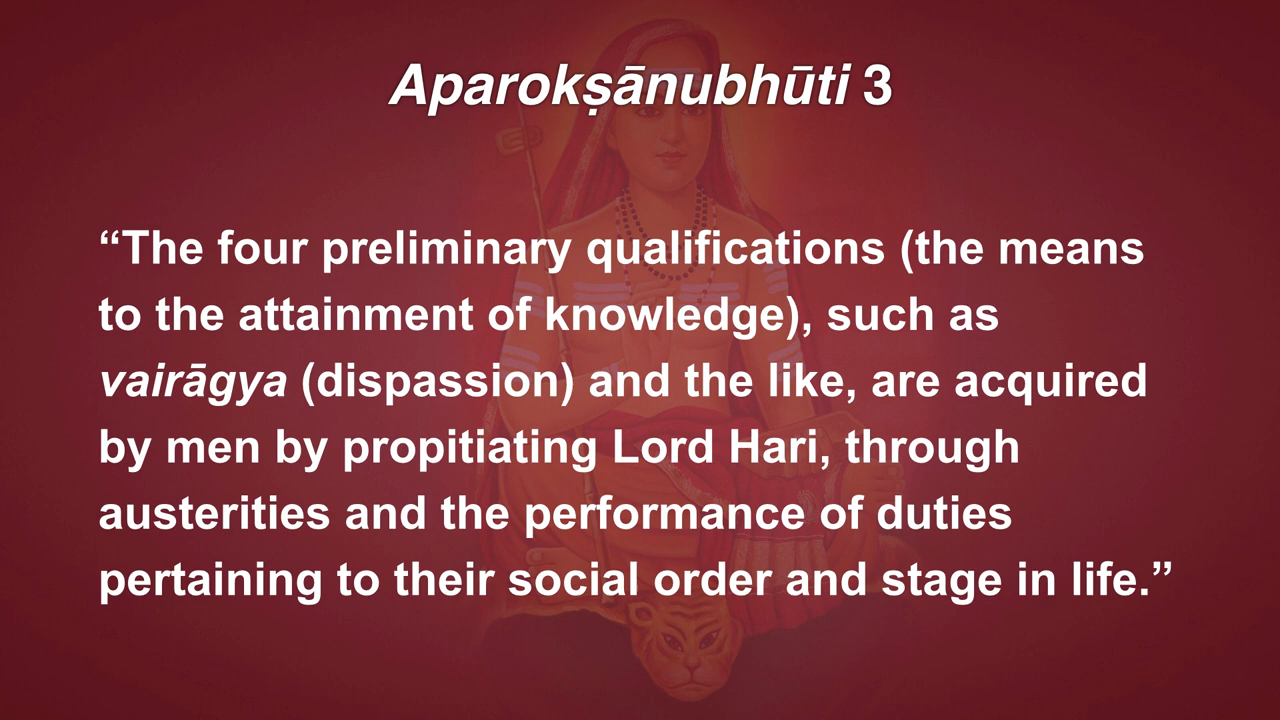 Aparokṣānubhūti 3
“The four preliminary qualifications (the means
to the attainment of knowledge), such as
vairāgya (dispassion) and the like, are acquired
by men by propitiating Lord Hari, through
austerities and the performance of duties
pertaining to their social order and stage in life.”